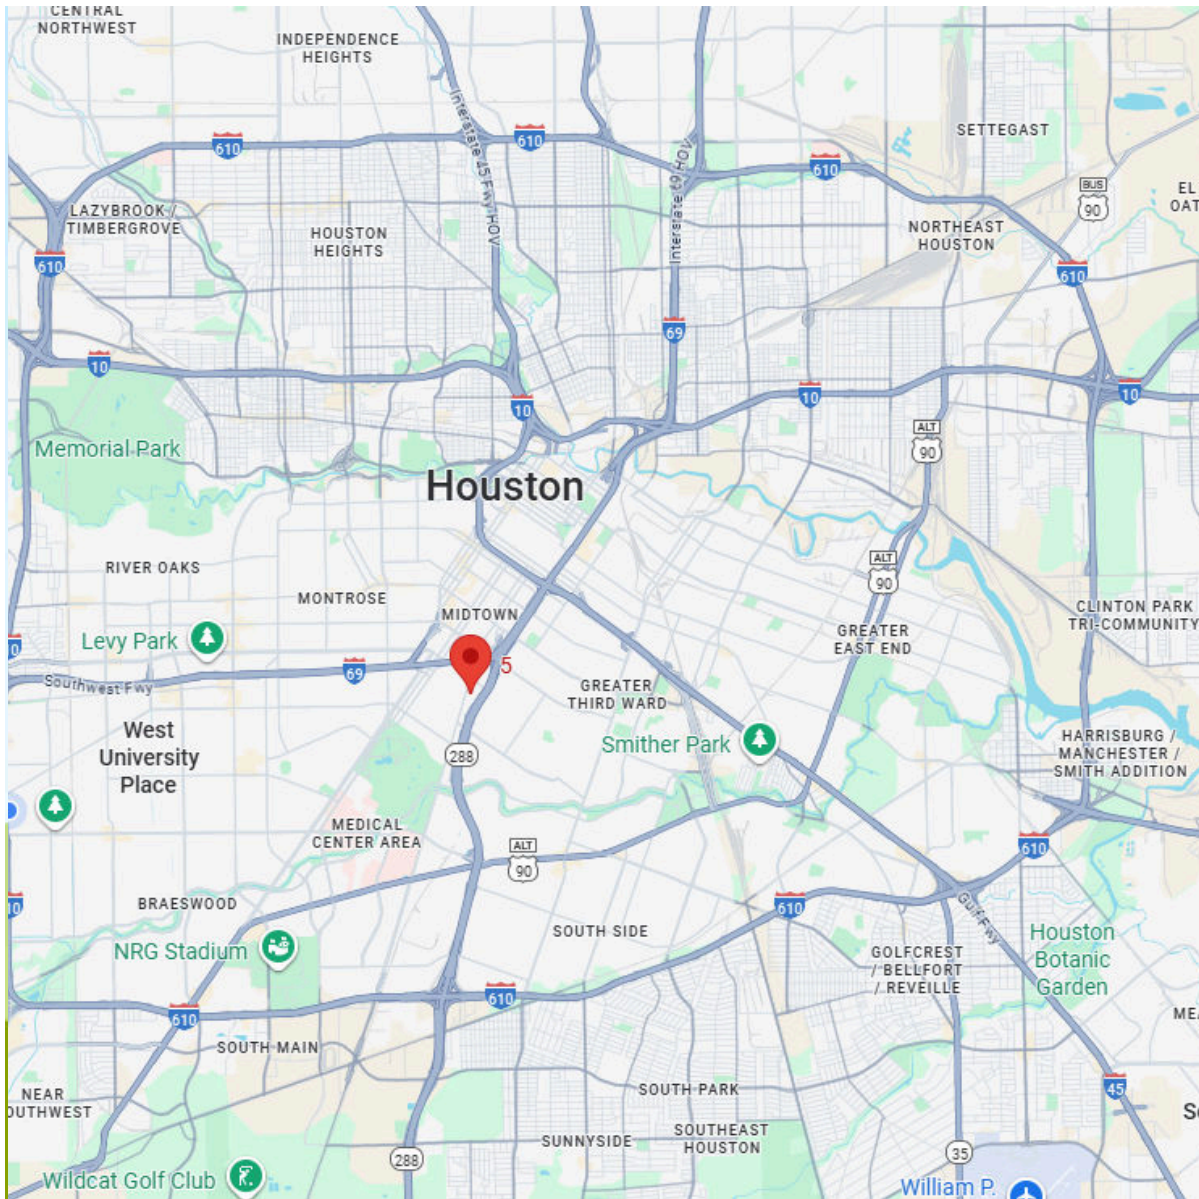 CENTRAL
NORTHWEST
INDEPENDENCE
HEIGHTS
Interstate 45 Fwy HOV
610
610
Interstate 69 HOV
610
SETTEGAST
BUS
90
EL
OAT
LAZYBROOK /
TIMBERGROVE
HOUSTON
HEIGHTS
NORTHEAST
HOUSTON
610
610
69
10
10
10
10
ALT
90
Memorial Park
Houston
RIVER OAKS
MONTROSE
MIDTOWN
ALT
90
CLINTON PARK
TRI-COMMUNITY
GREATER
EAST END
Levy Park
0
69
5
Southwest Fwy
GREATER
THIRD WARD
West
University
Place
288
Smither Park
HARRISBURG /
MANCHESTER /
SMITH ADDITION
MEDICAL
CENTER AREA
ALT
90
610
10
BRAESWOOD
610
Gulf Fwy
SOUTH SIDE
NRG Stadium
GOLFCREST
/ BELLFORT
/ REVEILLE
Houston
Botanic
Garden
610
610
ME
SOUTH MAIN
NEAR
OUTHWEST
SOUTH PARK
45
S
SUNNYSIDE
SOUTHEAST
HOUSTON
288
35
Wildcat Golf Club
William P.